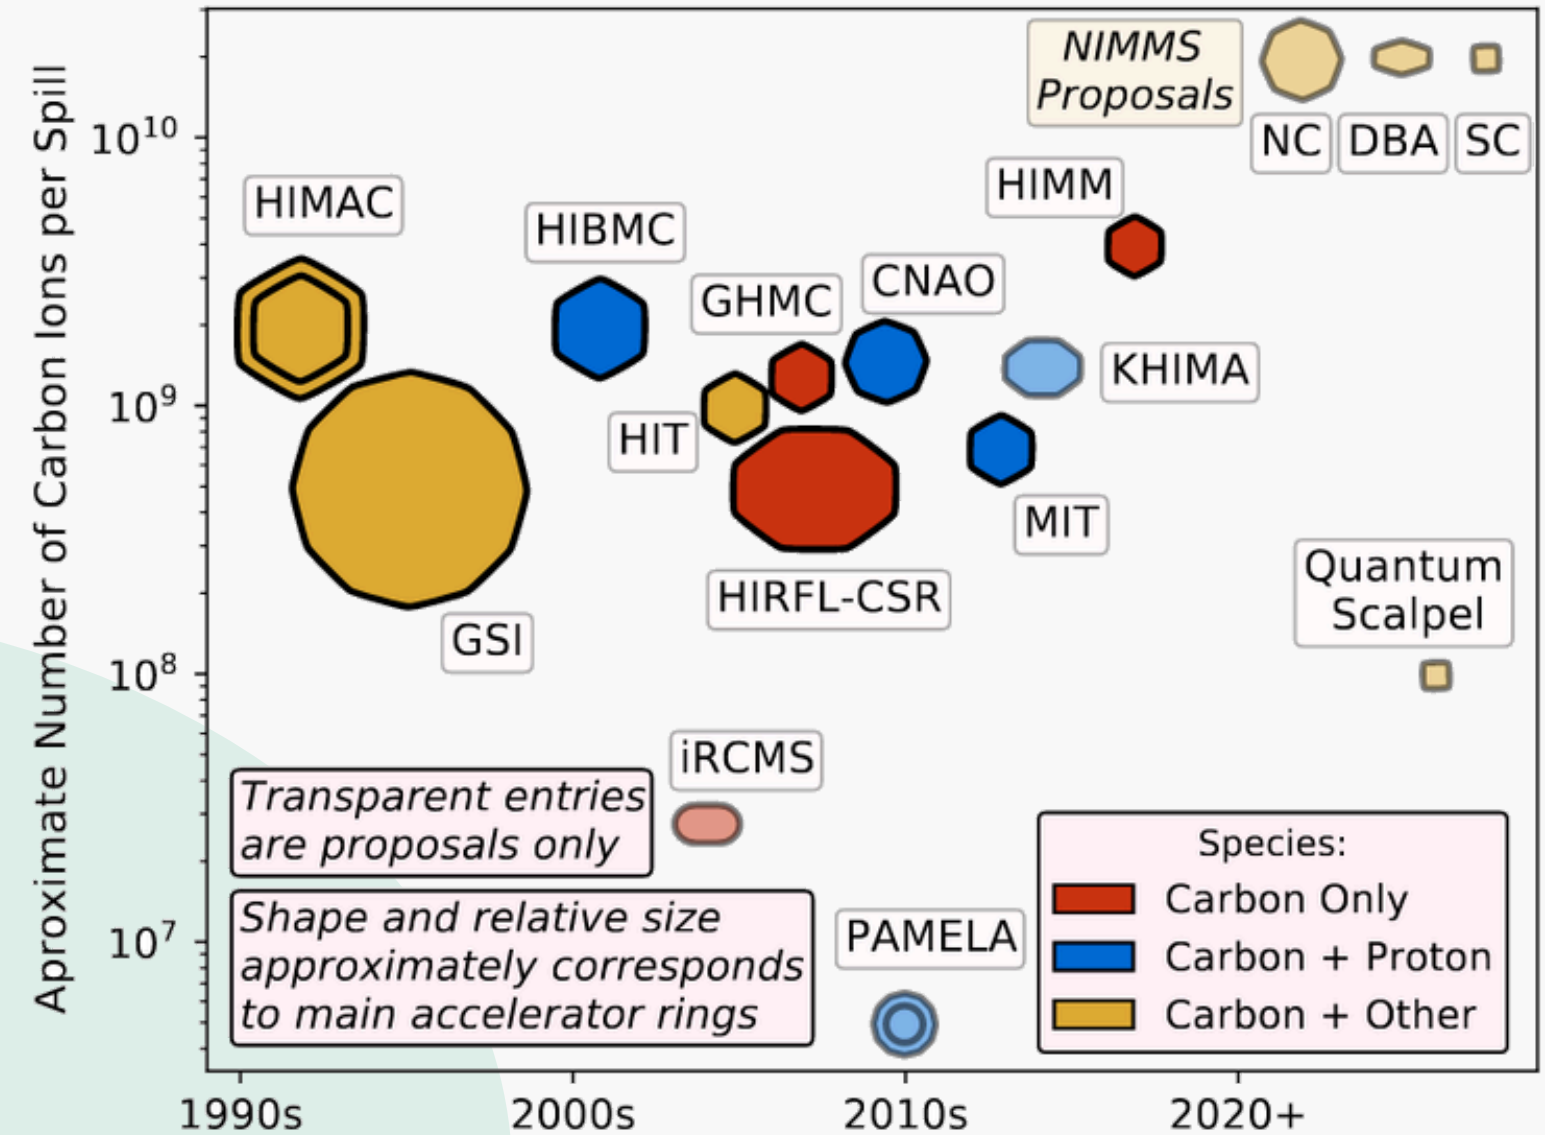 Aproximate Number of Carbon Ions per Spill
10^10
10^9
10^8
10^7
1990s
2000s
2010s
2020+
NIMMS
Proposals
NC
DBA
SC
HIMM
HIMAC
HIBMC
CNAO
GHMC
KHIMA
HIT
MIT
HIRFL-CSR
GSI
Quantum
Scalpel
iRCMS
Transparent entries
are proposals only
Shape and relative size
approximately corresponds
to main accelerator rings
PAMELA
Species:
Carbon Only
Carbon + Proton
Carbon + Other